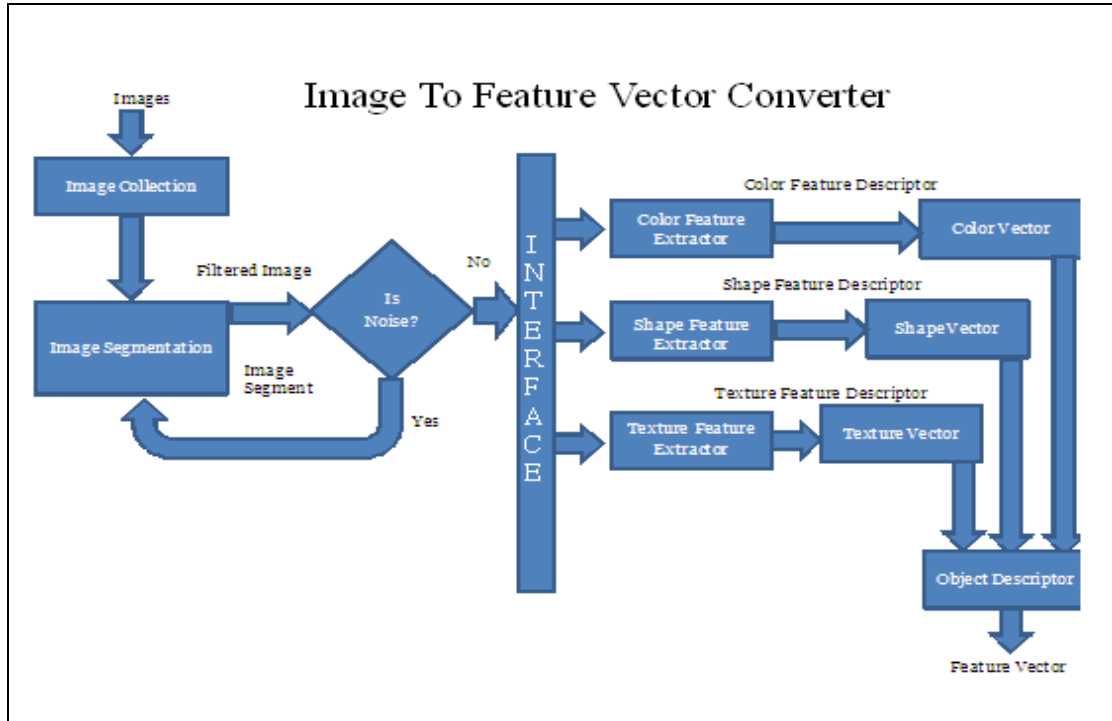 Image To Feature Vector Converter
Images
Image Collection
Filtered Image
Image Segmentation
Image
Segment
Is
Noise?
No
Yes
INTERFACE
Color Feature
Extractor
Color Feature Descriptor
Color Vector
Shape Feature
Extractor
Shape Feature Descriptor
Shape Vector
Texture Feature
Extractor
Texture Feature Descriptor
Texture Vector
Object Descriptor
Feature Vector